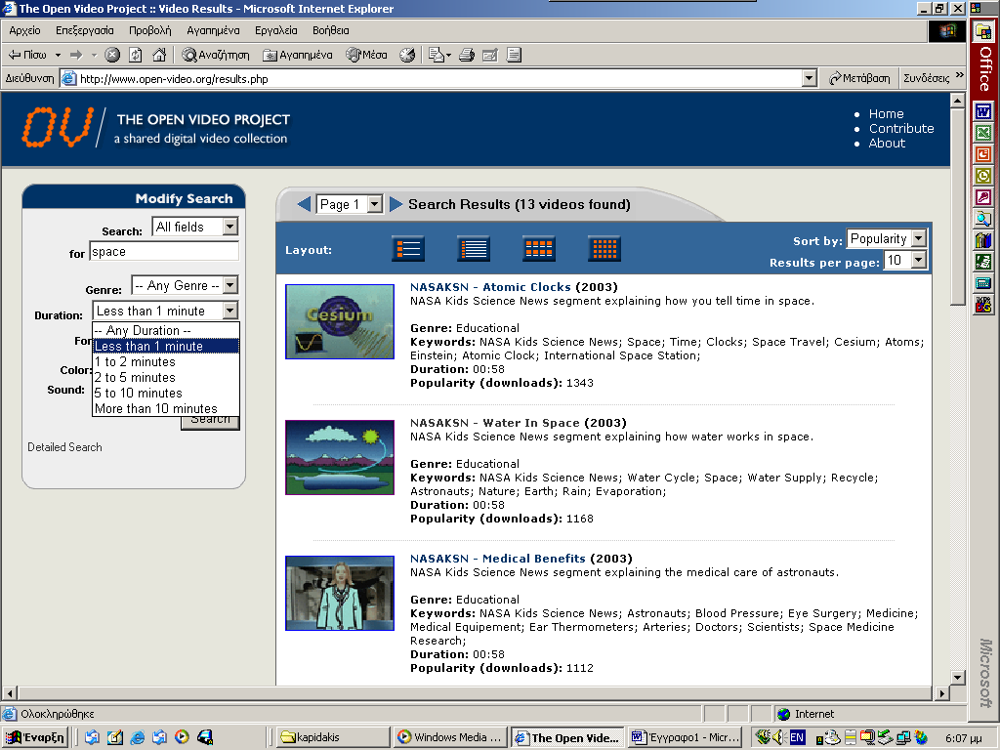 The Open Video Project :: Video Results - Microsoft Internet Explorer
Αρχείο Επεξεργασία Προβολή Αγαπημένα Εργαλεία Βοήθεια
Πίσω Αναζήτηση Αγαπημένα Μέσα
Διεύθυνση http://www.open-video.org/results.php Μετάβαση Συνδέσεις »
Office
OV THE OPEN VIDEO PROJECT
a shared digital video collection
• Home
• Contribute
• About
Modify Search
Search: All fields
for space
Genre: -- Any Genre --
Duration: Less than 1 minute
-- Any Duration --
For Less than 1 minute
1 to 2 minutes
Color: 2 to 5 minutes
Sound: 5 to 10 minutes
More than 10 minutes
Search
Detailed Search
Page 1 Search Results (13 videos found)
Layout:
Sort by: Popularity
Results per page: 10
Cesium
NASAKSN - Atomic Clocks (2003)
NASA Kids Science News segment explaining how you tell time in space.
Genre: Educational
Keywords: NASA Kids Science News; Space; Time; Clocks; Space Travel; Cesium; Atoms;
Einstein; Atomic Clock; International Space Station;
Duration: 00:58
Popularity (downloads): 1343
NASAKSN - Water In Space (2003)
NASA Kids Science News segment explaining how water works in space.
Genre: Educational
Keywords: NASA Kids Science News; Water Cycle; Space; Water Supply; Recycle;
Astronauts; Nature; Earth; Rain; Evaporation;
Duration: 00:58
Popularity (downloads): 1168
NASAKSN - Medical Benefits (2003)
NASA Kids Science News segment explaining the medical care of astronauts.
Genre: Educational
Keywords: NASA Kids Science News; Astronauts; Blood Pressure; Eye Surgery; Medicine;
Medical Equipement; Ear Thermometers; Arteries; Doctors; Scientists; Space Medicine
Research;
Duration: 00:58
Popularity (downloads): 1112
Microsoft
Ολοκληρώθηκε Internet
Έναρξη kapidakis Windows Media ... The Open Vide... Έγγραφο1 - Micr... EN 6:07 μμ